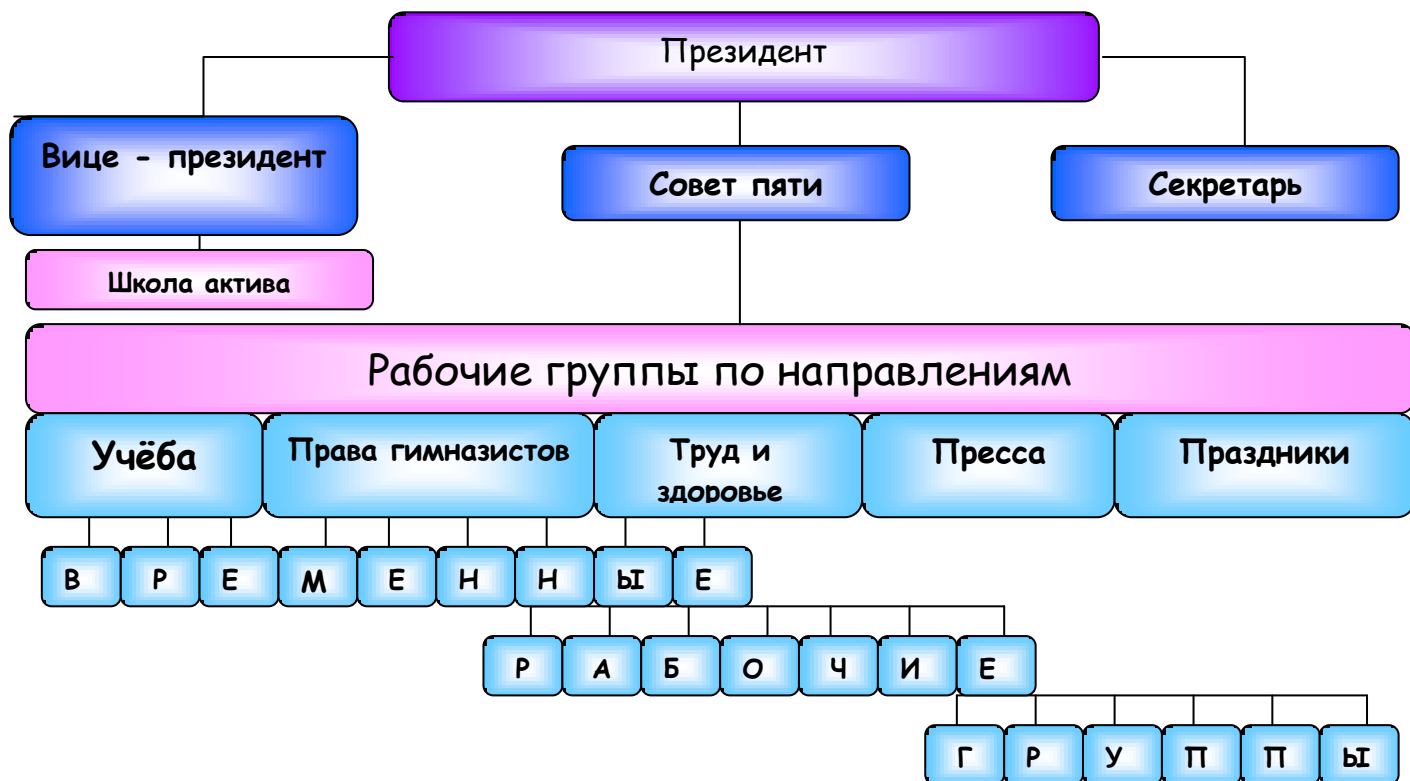 Президент
Вице - президент
Совет пяти
Секретарь
Школа актива
Рабочие группы по направлениям
Учёба
Права гимназистов
Труд и
здоровье
Пресса
Праздники
В Р Е М Е Н Н Ы Е
Р А Б О Ч И Е
Г Р У П П Ы